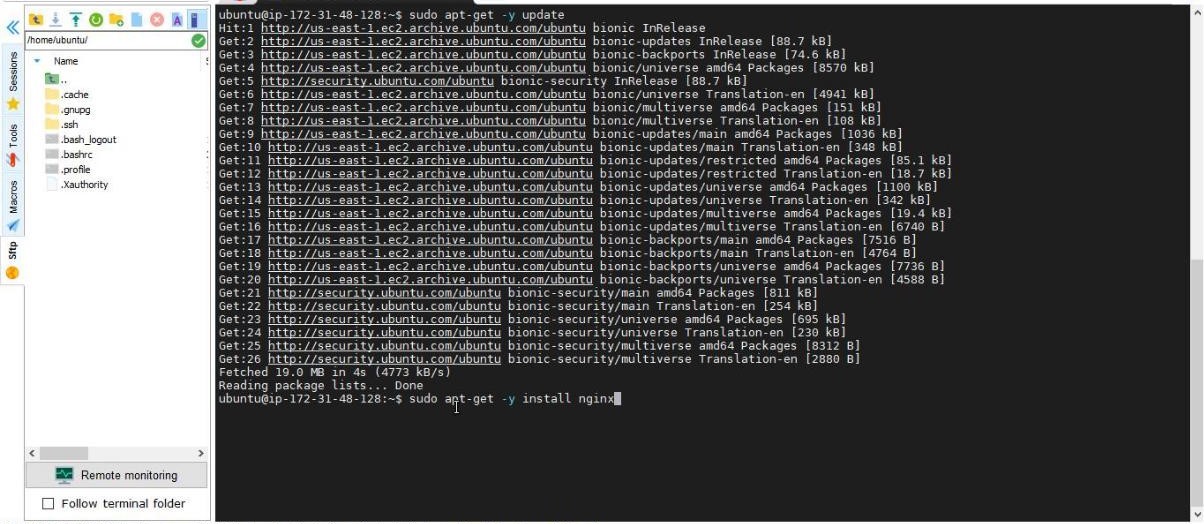 /home/ubuntu/
Name
..
.cache
.gnupg
.ssh
.bash_logout
.bashrc
.profile
.Xauthority
Sessions
Tools
Macros
Sftp
Remote monitoring
Follow terminal folder
ubuntu@ip-172-31-48-128:~$ sudo apt-get -y update
Hit:1 http://us-east-1.ec2.archive.ubuntu.com/ubuntu bionic InRelease
Get:2 http://us-east-1.ec2.archive.ubuntu.com/ubuntu bionic-updates InRelease [88.7 kB]
Get:3 http://us-east-1.ec2.archive.ubuntu.com/ubuntu bionic-backports InRelease [74.6 kB]
Get:4 http://us-east-1.ec2.archive.ubuntu.com/ubuntu bionic/universe amd64 Packages [8570 kB]
Get:5 http://security.ubuntu.com/ubuntu bionic-security InRelease [88.7 kB]
Get:6 http://us-east-1.ec2.archive.ubuntu.com/ubuntu bionic/universe Translation-en [4941 kB]
Get:7 http://us-east-1.ec2.archive.ubuntu.com/ubuntu bionic/multiverse amd64 Packages [151 kB]
Get:8 http://us-east-1.ec2.archive.ubuntu.com/ubuntu bionic/multiverse Translation-en [108 kB]
Get:9 http://us-east-1.ec2.archive.ubuntu.com/ubuntu bionic-updates/main amd64 Packages [1036 kB]
Get:10 http://us-east-1.ec2.archive.ubuntu.com/ubuntu bionic-updates/main Translation-en [348 kB]
Get:11 http://us-east-1.ec2.archive.ubuntu.com/ubuntu bionic-updates/restricted amd64 Packages [85.1 kB]
Get:12 http://us-east-1.ec2.archive.ubuntu.com/ubuntu bionic-updates/restricted Translation-en [18.7 kB]
Get:13 http://us-east-1.ec2.archive.ubuntu.com/ubuntu bionic-updates/universe amd64 Packages [1100 kB]
Get:14 http://us-east-1.ec2.archive.ubuntu.com/ubuntu bionic-updates/universe Translation-en [342 kB]
Get:15 http://us-east-1.ec2.archive.ubuntu.com/ubuntu bionic-updates/multiverse amd64 Packages [19.4 kB]
Get:16 http://us-east-1.ec2.archive.ubuntu.com/ubuntu bionic-updates/multiverse Translation-en [6740 B]
Get:17 http://us-east-1.ec2.archive.ubuntu.com/ubuntu bionic-backports/main amd64 Packages [7516 B]
Get:18 http://us-east-1.ec2.archive.ubuntu.com/ubuntu bionic-backports/main Translation-en [4764 B]
Get:19 http://us-east-1.ec2.archive.ubuntu.com/ubuntu bionic-backports/universe amd64 Packages [7736 B]
Get:20 http://us-east-1.ec2.archive.ubuntu.com/ubuntu bionic-backports/universe Translation-en [4588 B]
Get:21 http://security.ubuntu.com/ubuntu bionic-security/main amd64 Packages [811 kB]
Get:22 http://security.ubuntu.com/ubuntu bionic-security/main Translation-en [254 kB]
Get:23 http://security.ubuntu.com/ubuntu bionic-security/universe amd64 Packages [695 kB]
Get:24 http://security.ubuntu.com/ubuntu bionic-security/universe Translation-en [230 kB]
Get:25 http://security.ubuntu.com/ubuntu bionic-security/multiverse amd64 Packages [8312 B]
Get:26 http://security.ubuntu.com/ubuntu bionic-security/multiverse Translation-en [2880 B]
Fetched 19.0 MB in 4s (4773 kB/s)
Reading package lists... Done
ubuntu@ip-172-31-48-128:~$ sudo apt-get -y install nginx